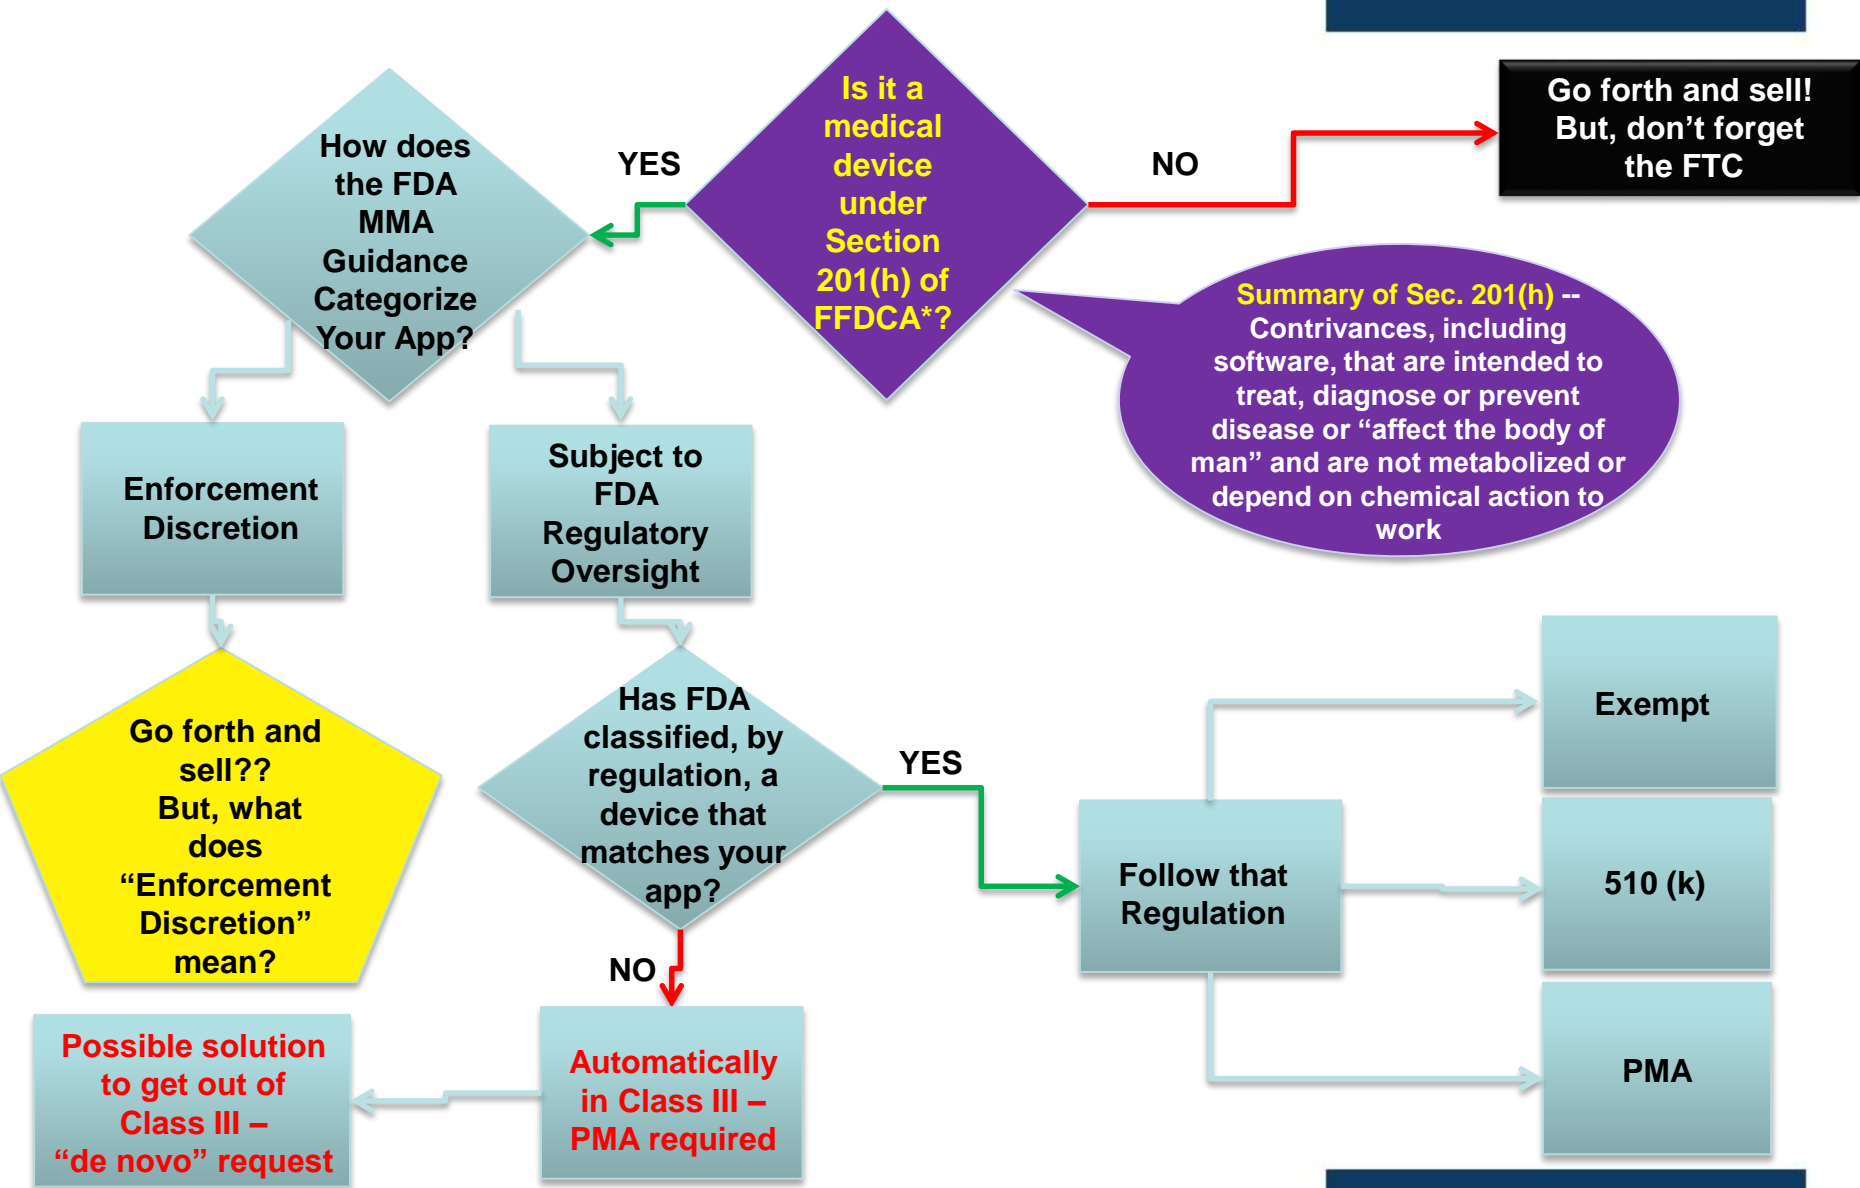 Is it a
medical
device
under
Section
201(h) of
FFDCA*?
YES
NO
Go forth and sell!
But, don’t forget
the FTC
Summary of Sec. 201(h) --
Contrivances, including
software, that are intended to
treat, diagnose or prevent
disease or “affect the body of
man” and are not metabolized or
depend on chemical action to
work
How does
the FDA
MMA
Guidance
Categorize
Your App?
Enforcement
Discretion
Subject to
FDA
Regulatory
Oversight
Go forth and
sell??
But, what
does
“Enforcement
Discretion”
mean?
Has FDA
classified, by
regulation, a
device that
matches your
app?
YES
NO
Follow that
Regulation
Exempt
510 (k)
PMA
Automatically
in Class III –
PMA required
Possible solution
to get out of
Class III –
“de novo” request